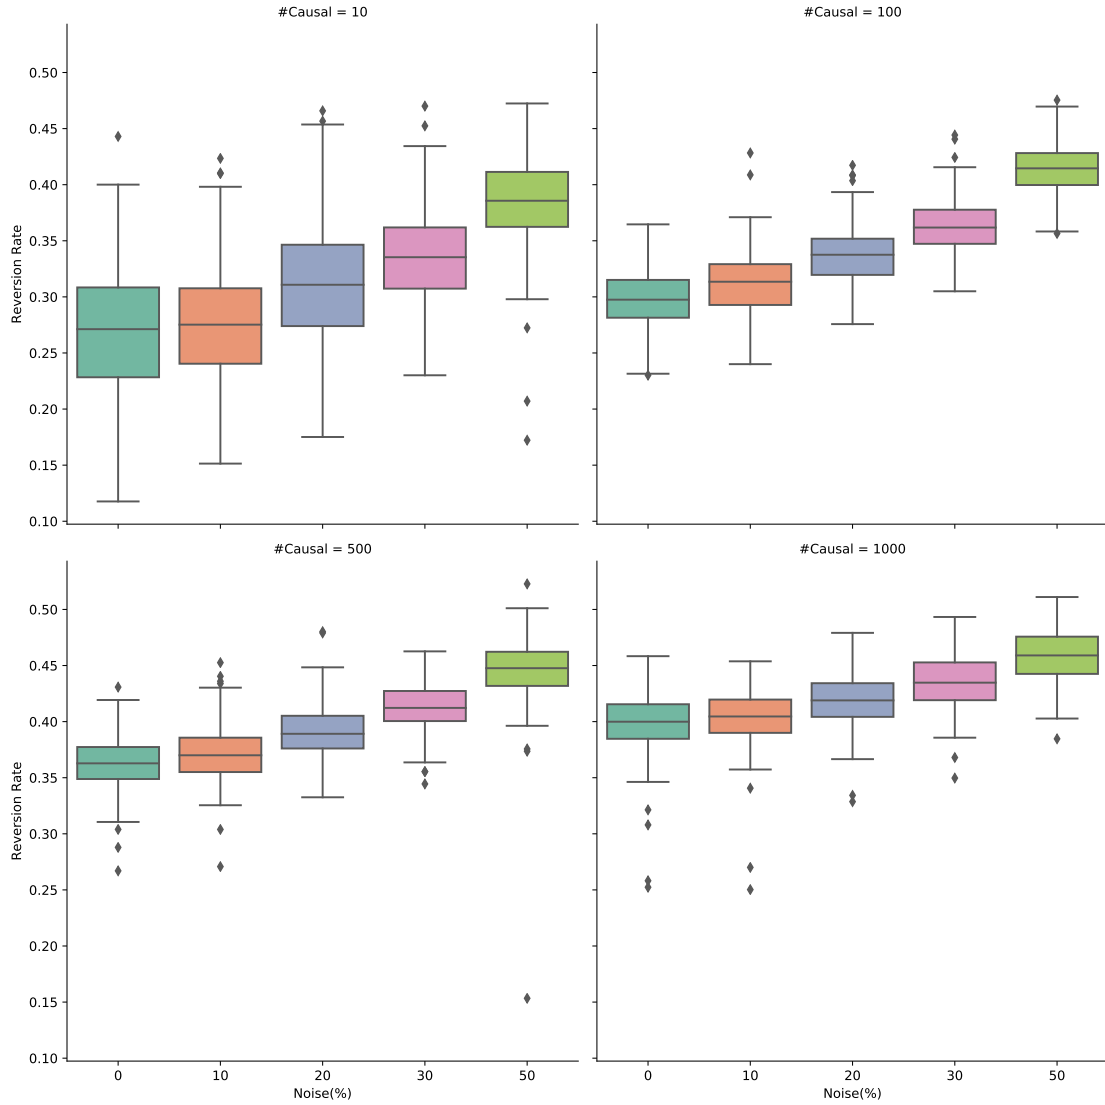 #Causal = 10
#Causal = 100
0.50
0.45
0.40
0.35
0.30
0.25
0.20
0.15
0.10
Reversion Rate
#Causal = 500
#Causal = 1000
0.50
0.45
0.40
0.35
0.30
0.25
0.20
0.15
0.10
Reversion Rate
0 10 20 30 50
Noise(%)
0 10 20 30 50
Noise(%)